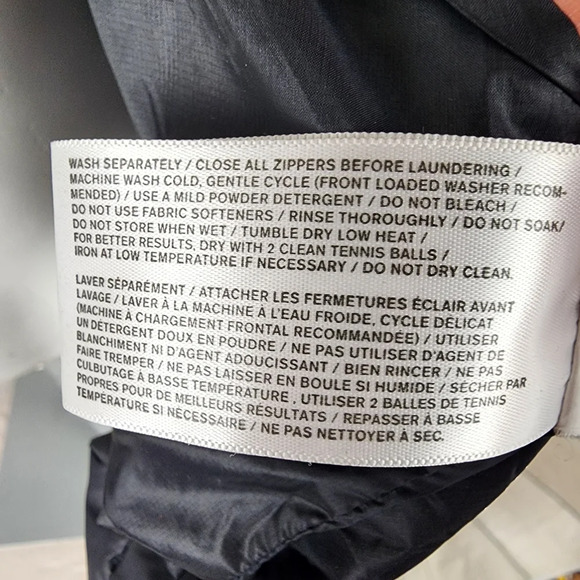 WASH SEPARATELY / CLOSE ALL ZIPPERS BEFORE LAUNDERING /
MACHINE WASH COLD, GENTLE CYCLE (FRONT LOADED WASHER RECOM-
MENDED) / USE A MILD POWDER DETERGENT / DO NOT BLEACH /
DO NOT USE FABRIC SOFTENERS / RINSE THOROUGHLY / DO NOT SOAK/
DO NOT STORE WHEN WET / TUMBLE DRY LOW HEAT /
FOR BETTER RESULTS, DRY WITH 2 CLEAN TENNIS BALLS /
IRON AT LOW TEMPERATURE IF NECESSARY / DO NOT DRY CLEAN.
LAVER SÉPARÉMENT / ATTACHER LES FERMETURES ÉCLAIR AVANT
LAVAGE / LAVER À LA MACHINE À L'EAU FROIDE, CYCLE DÉLICAT
(MACHINE À CHARGEMENT FRONTAL RECOMMANDÉE) / UTILISER
UN DÉTERGENT DOUX EN POUDRE / NE PAS UTILISER D'AGENT DE
BLANCHIMENT NI D'AGENT ADOUCISSANT / BIEN RINCER / NE PAS
FAIRE TREMPER / NE PAS LAISSER EN BOULE SI HUMIDE / SÉCHER PAR
CULBUTAGE À BASSE TEMPÉRATURE , UTILISER 2 BALLES DE TENNIS
PROPRES POUR DE MEILLEURS RÉSULTATS / REPASSER À BASSE
TEMPÉRATURE SI NÉCESSAIRE / NE PAS NETTOYER À SEC.